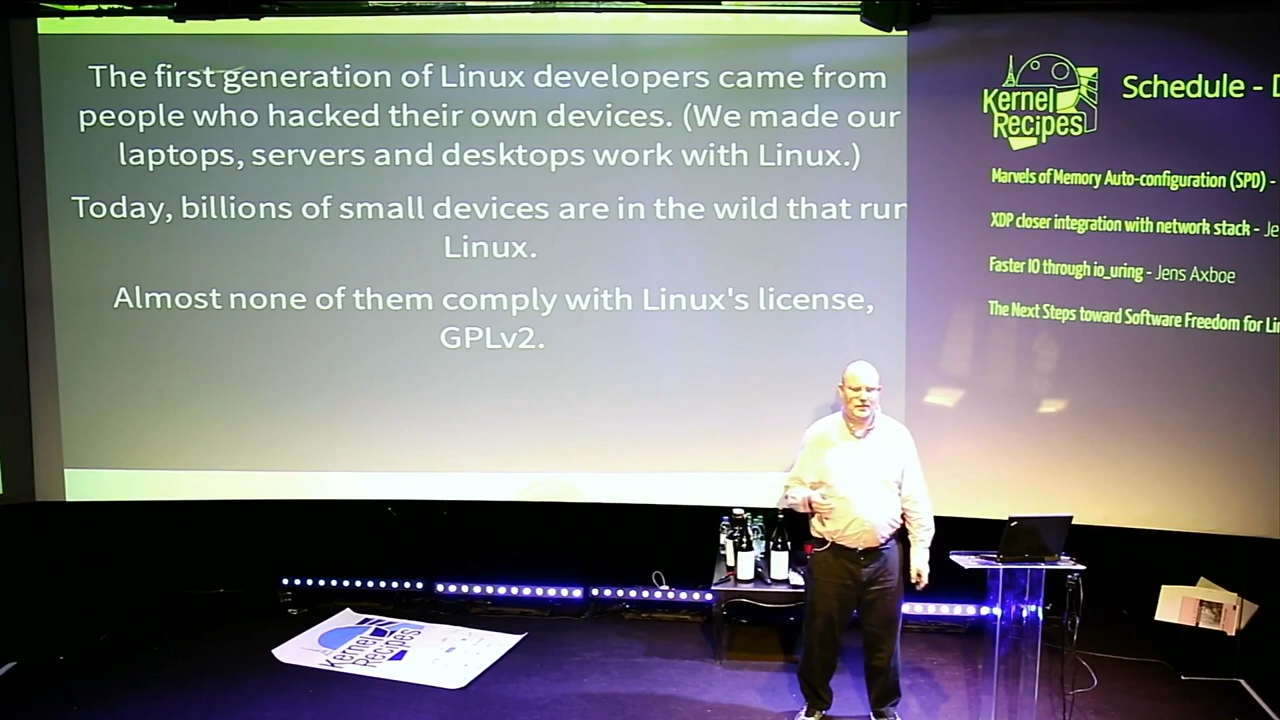 The first generation of Linux developers came from
people who hacked their own devices. (We made our
laptops, servers and desktops work with Linux.)
Today, billions of small devices are in the wild that run
Linux.
Almost none of them comply with Linux's license,
GPLv2.
Kernel
Recipes
Schedule -
Marvels of Memory Auto-configuration (SPD) -
XDP closer integration with network stack -
Faster IO through io_uring - Jens Axboe
The Next Steps toward Software Freedom for
Kernel
Recipes